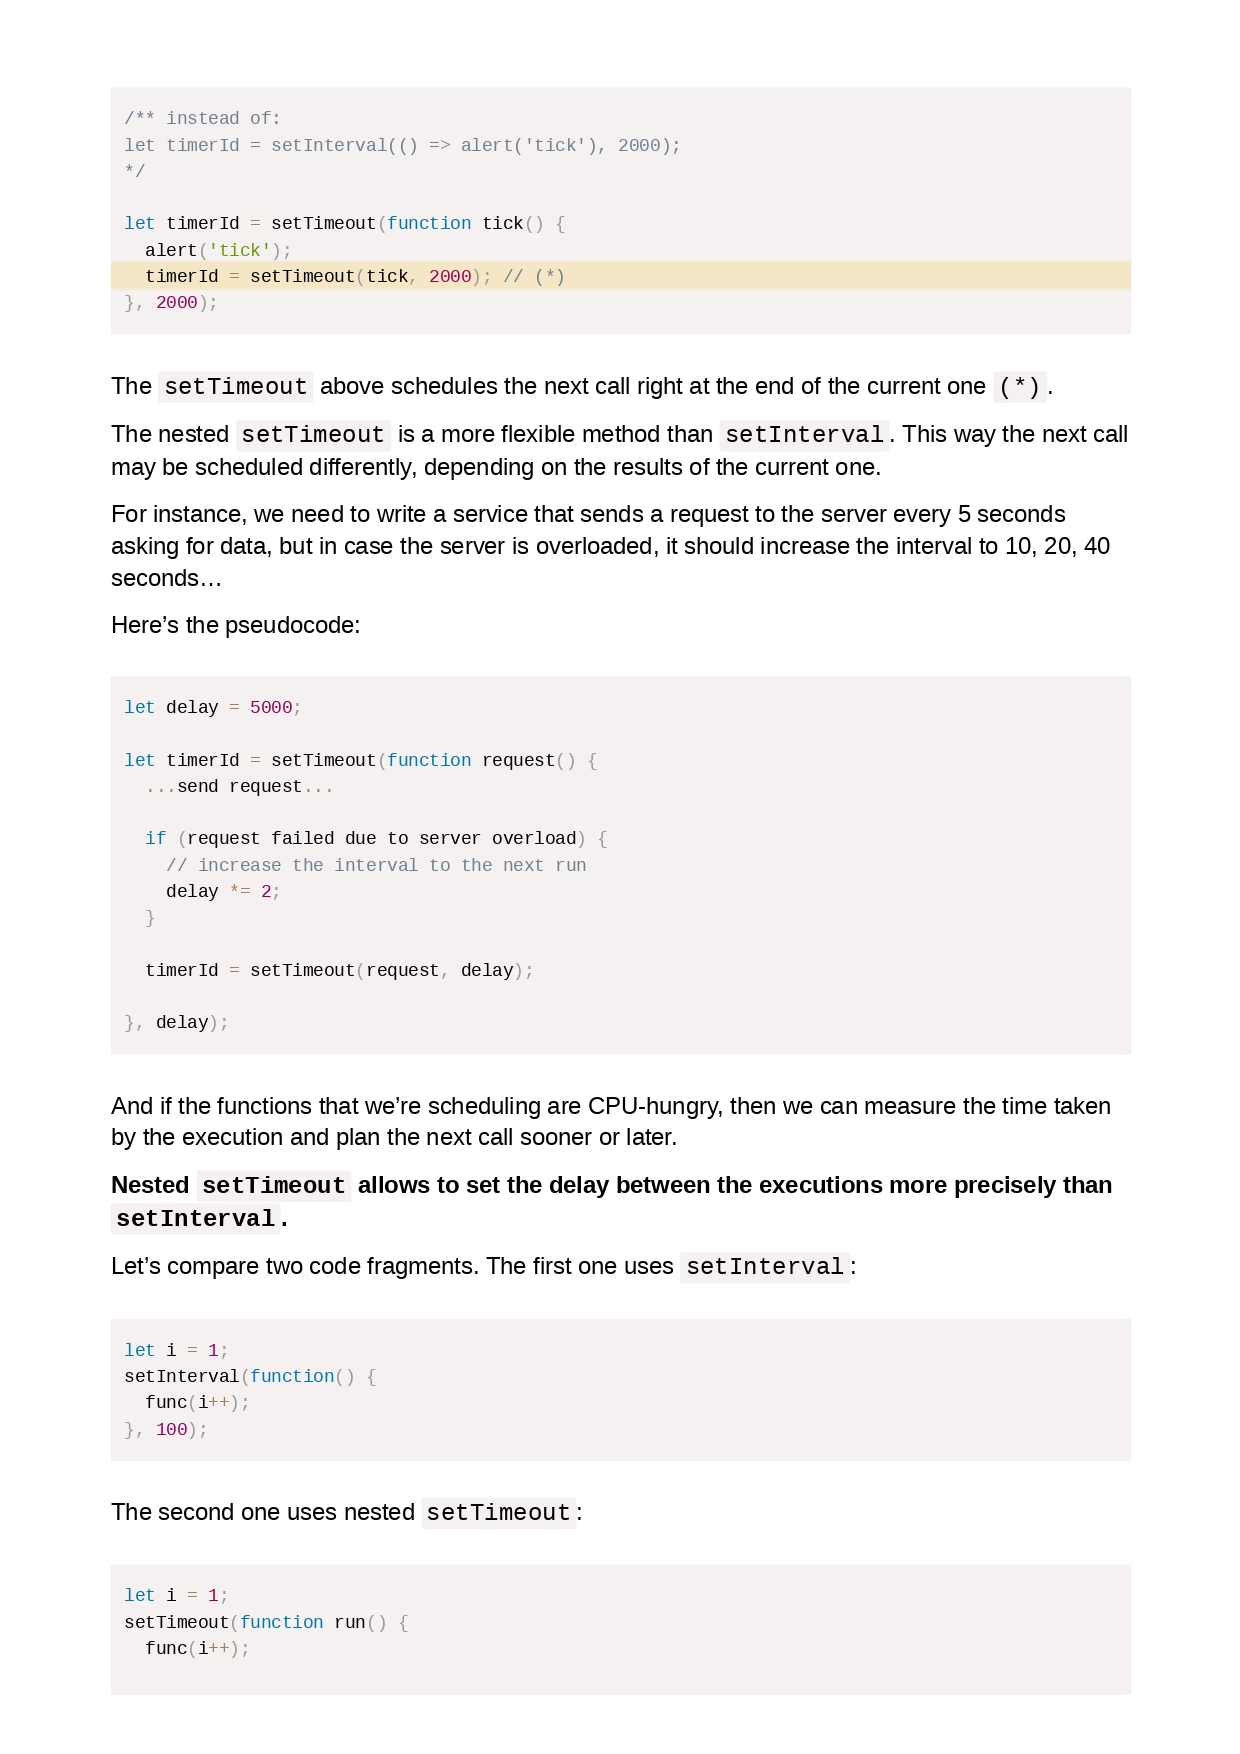 /** instead of:
let timerId = setInterval(() => alert('tick'), 2000);
*/
let timerId = setTimeout(function tick() {
  alert('tick');
  timerId = setTimeout(tick, 2000); // (*)
}, 2000);
The setTimeout above schedules the next call right at the end of the current one (*).
The nested setTimeout is a more flexible method than setInterval. This way the next call
may be scheduled differently, depending on the results of the current one.
For instance, we need to write a service that sends a request to the server every 5 seconds
asking for data, but in case the server is overloaded, it should increase the interval to 10, 20, 40
seconds…
Here’s the pseudocode:
let delay = 5000;
let timerId = setTimeout(function request() {
  ...send request...
  if (request failed due to server overload) {
    // increase the interval to the next run
    delay *= 2;
  }
  timerId = setTimeout(request, delay);
}, delay);
And if the functions that we’re scheduling are CPU-hungry, then we can measure the time taken
by the execution and plan the next call sooner or later.
Nested setTimeout allows to set the delay between the executions more precisely than
setInterval.
Let’s compare two code fragments. The first one uses setInterval:
let i = 1;
setInterval(function() {
  func(i++);
}, 100);
The second one uses nested setTimeout:
let i = 1;
setTimeout(function run() {
  func(i++);